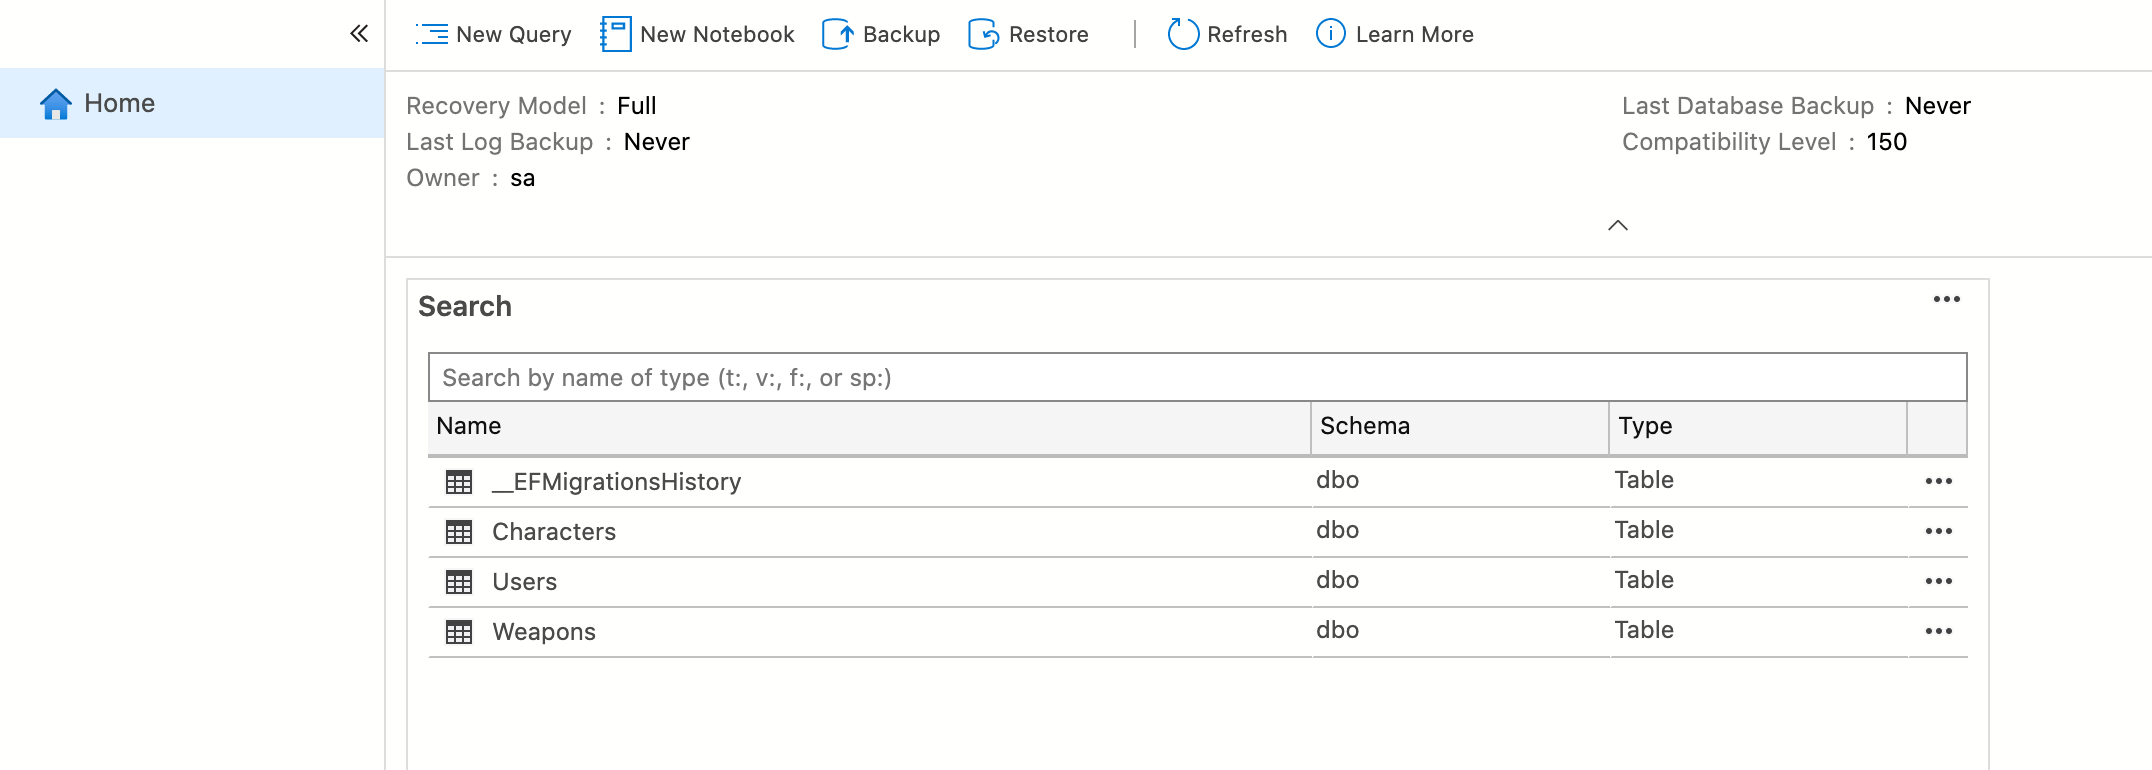 New Query New Notebook Backup Restore Refresh Learn More
Home
Recovery Model : Full
Last Log Backup : Never
Owner : sa
Last Database Backup : Never
Compatibility Level : 150
Search
Search by name of type (t:, v:, f:, or sp:)
Name Schema Type
__EFMigrationsHistory dbo Table
Characters dbo Table
Users dbo Table
Weapons dbo Table